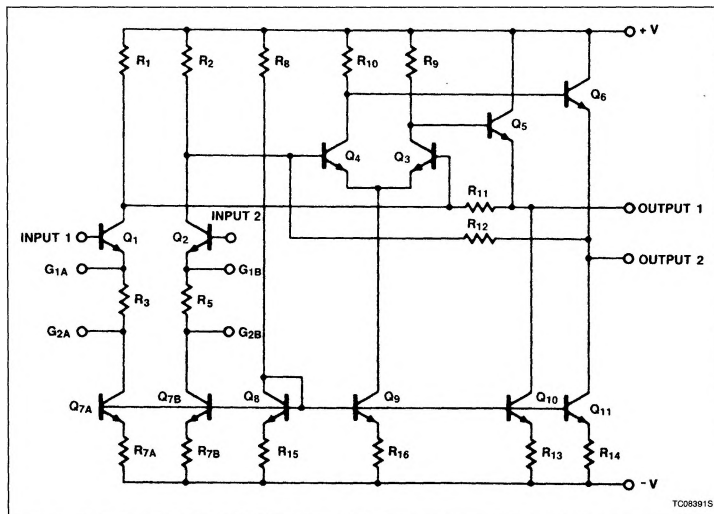 +V
R1 R2 R8 R10 R9
Q6
Q5
Q4 Q3
R11
OUTPUT 1
INPUT 2
INPUT 1 Q1 Q2
R12
G1A G1B OUTPUT 2
R3 R5
G2A G2B
Q7A Q7B Q8 Q9 Q10 Q11
R7A R7B R15 R16 R13 R14
-V
TC08391S